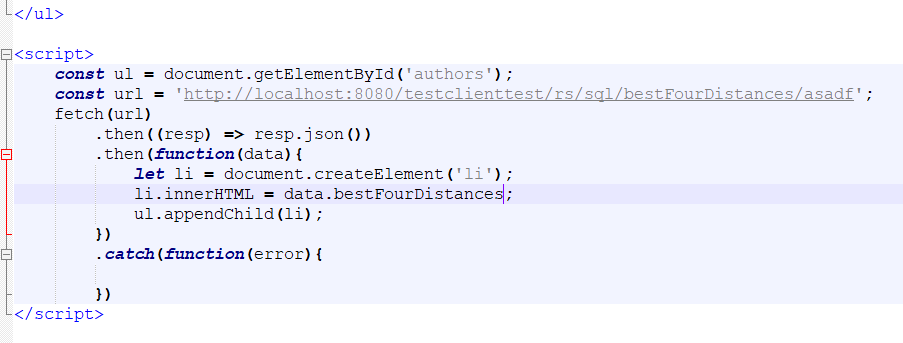 </ul>
<script>
const ul = document.getElementById('authors');
const url = 'http://localhost:8080/testclienttest/rs/sql/bestFourDistances/asadf';
fetch(url)
.then((resp) => resp.json())
.then(function(data){
let li = document.createElement('li');
li.innerHTML = data.bestFourDistances;
ul.appendChild(li);
})
.catch(function(error){
})
</script>